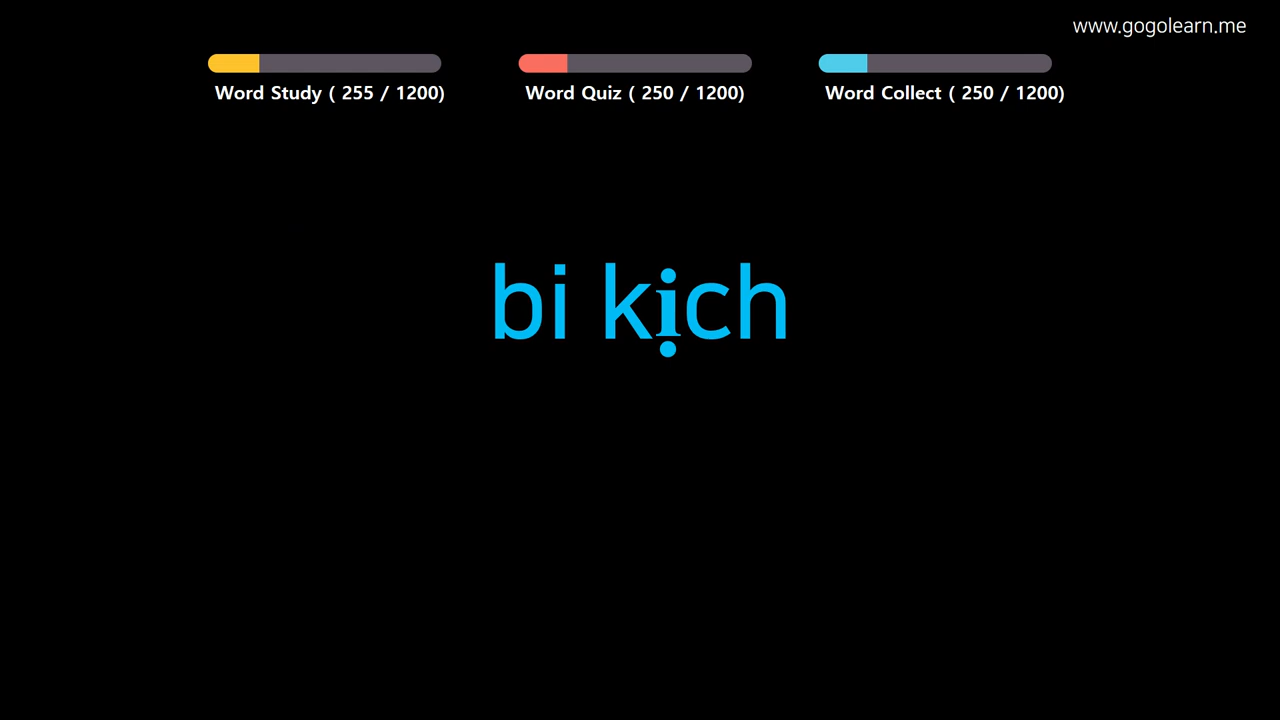 www.gogolearn.me
Word Study ( 255 / 1200)
Word Quiz ( 250 / 1200)
Word Collect ( 250 / 1200)
bi kịch